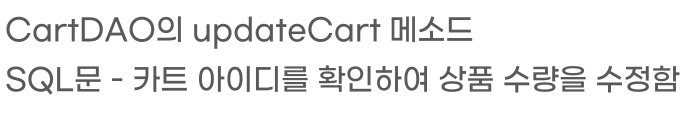 CartDAO의 updateCart 메소드
SQL문 - 카트 아이디를 확인하여 상품 수량을 수정함